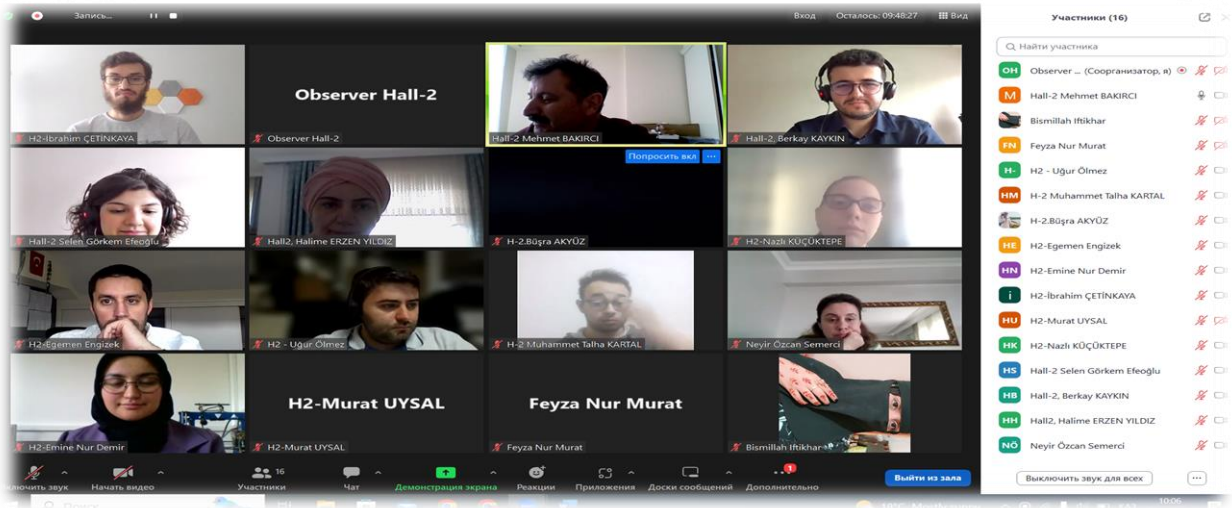 Запись...
Вход
Осталось: 09:48:27
Вид
H2-İbrahim ÇETİNKAYA
Observer Hall-2
Observer Hall-2
Hall-2 Mehmet BAKIRCI
Hall-2, Berkay KAYKIN
Hall-2 Selen Görkem Efeoğlu
Hall2, Halime ERZEN YILDIZ
Попросить вкл
H-2.Büşra AKYÜZ
H2-Nazlı KÜÇÜKTEPE
H2-Egemen Engizek
H2 - Uğur Ölmez
H-2 Muhammet Talha KARTAL
Neyir Özcan Semerci
H2-Emine Nur Demir
H2-Murat UYSAL
H2-Murat UYSAL
Feyza Nur Murat
Feyza Nur Murat
Bismillah Iftikhar
лючить звук
Начать видео
16
Участники
Чат
Демонстрация экрана
Реакции
Приложения
Доски сообщений
1
Дополнительно
Выйти из зала
Участники (16)
Найти участника
OH Observer ... (Соорганизатор, я)
M Hall-2 Mehmet BAKIRCI
Bismillah Iftikhar
FN Feyza Nur Murat
H- H2 - Uğur Ölmez
HM H-2 Muhammet Talha KARTAL
H-2.Büşra AKYÜZ
HE H2-Egemen Engizek
HN H2-Emine Nur Demir
i H2-İbrahim ÇETİNKAYA
HU H2-Murat UYSAL
HK H2-Nazlı KÜÇÜKTEPE
HS Hall-2 Selen Görkem Efeoğlu
HB Hall-2, Berkay KAYKIN
HH Hall2, Halime ERZEN YILDIZ
NÖ Neyir Özcan Semerci
Выключить звук для всех
10:06